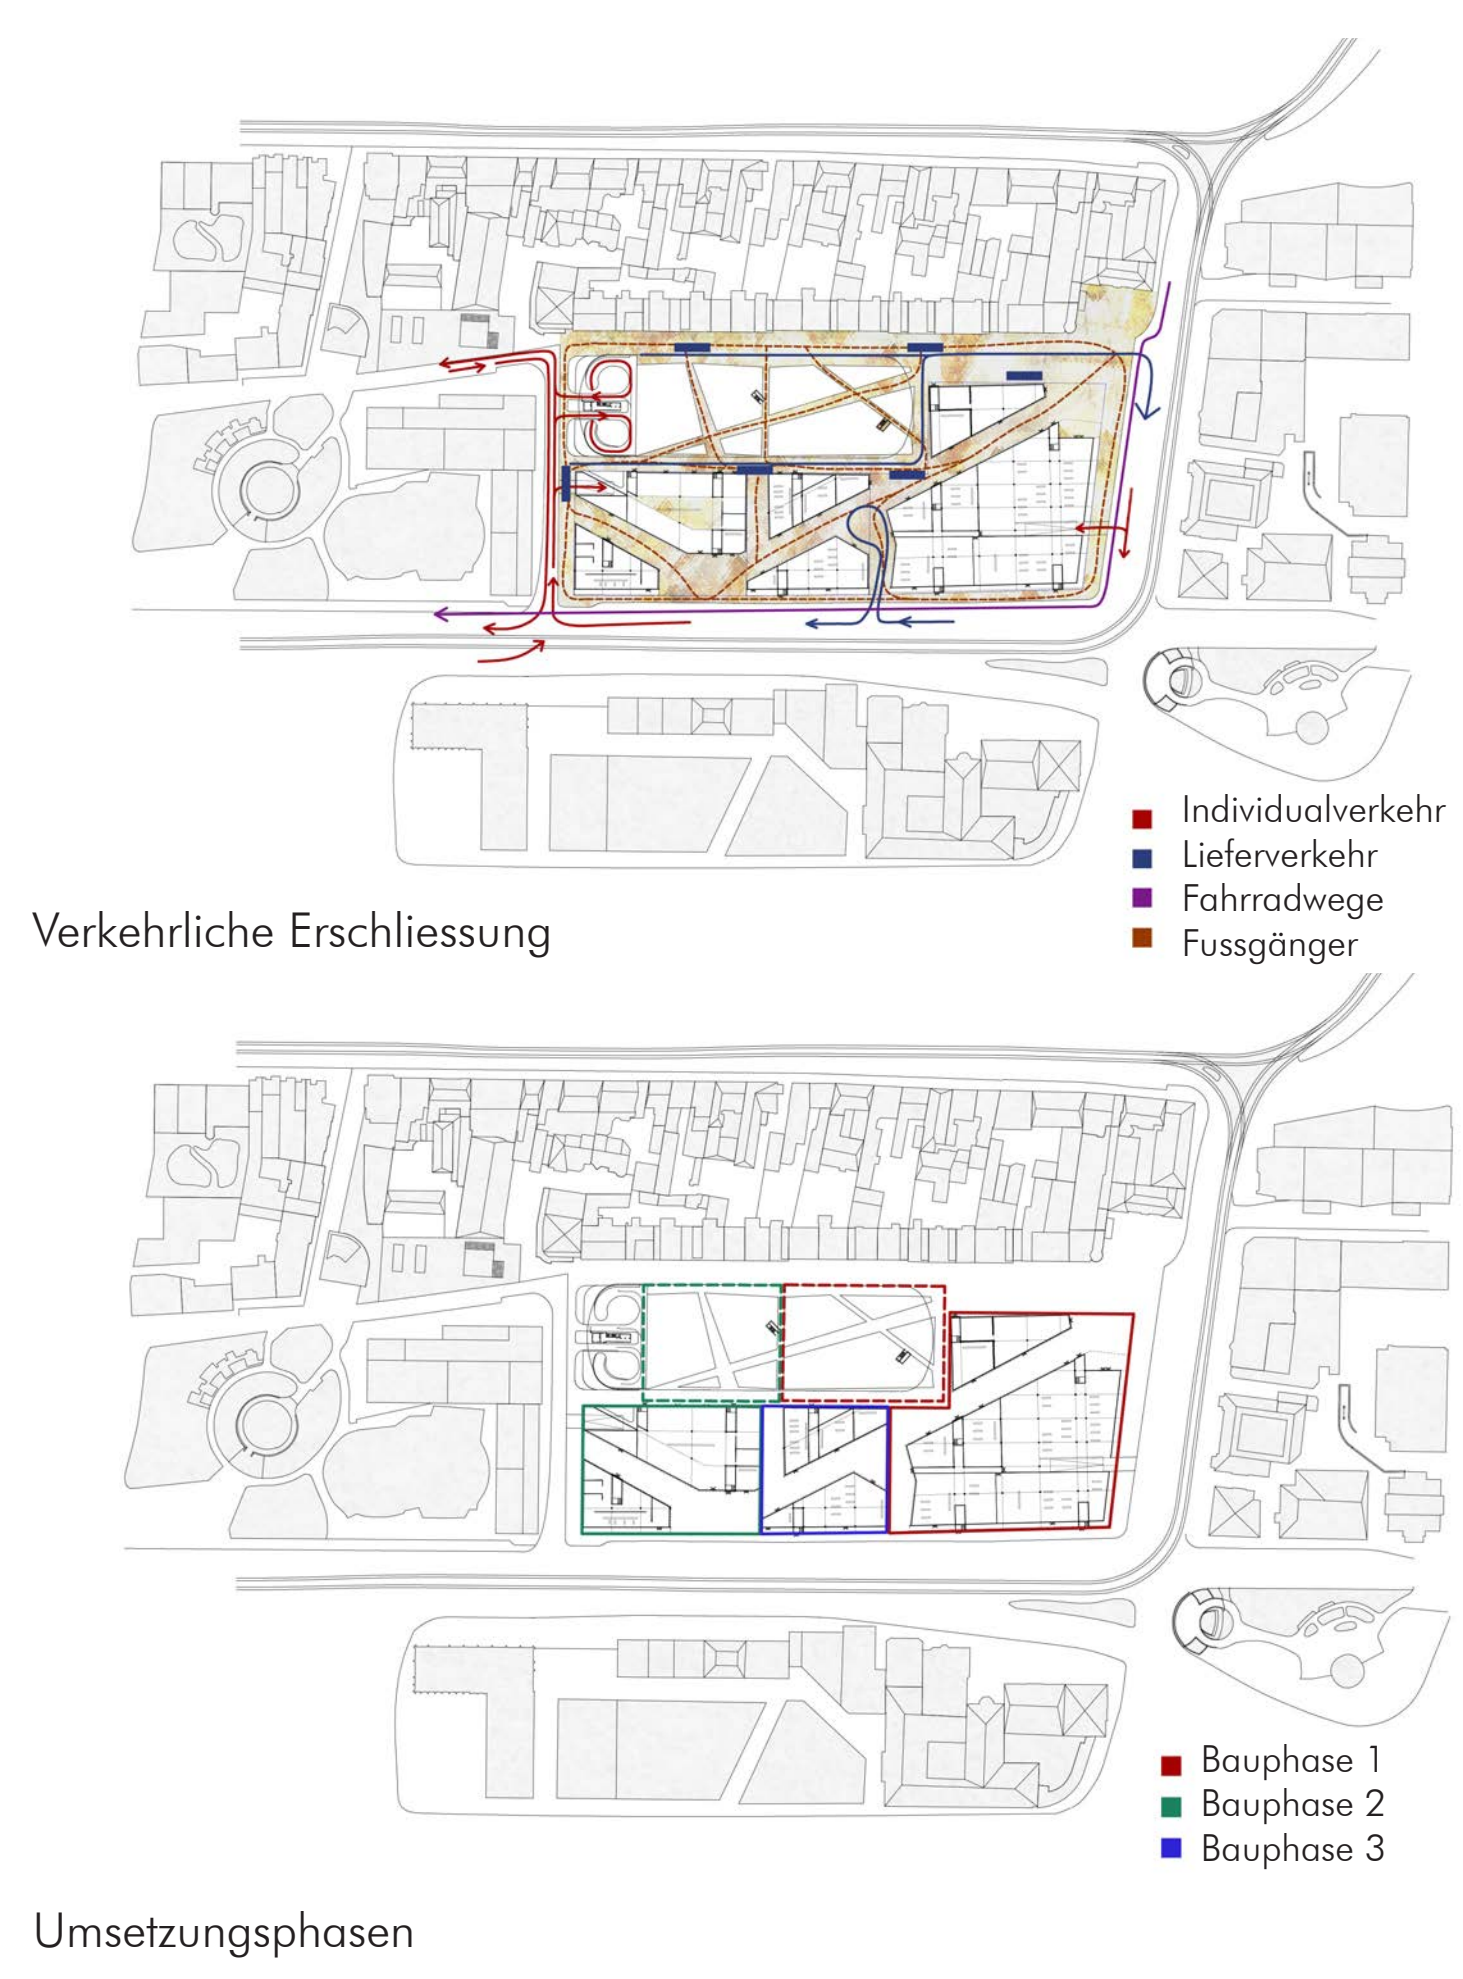 Individualverkehr
Lieferverkehr
Fahrradwege
Fussgänger
Verkehrliche Erschliessung
Bauphase 1
Bauphase 2
Bauphase 3
Umsetzungsphasen